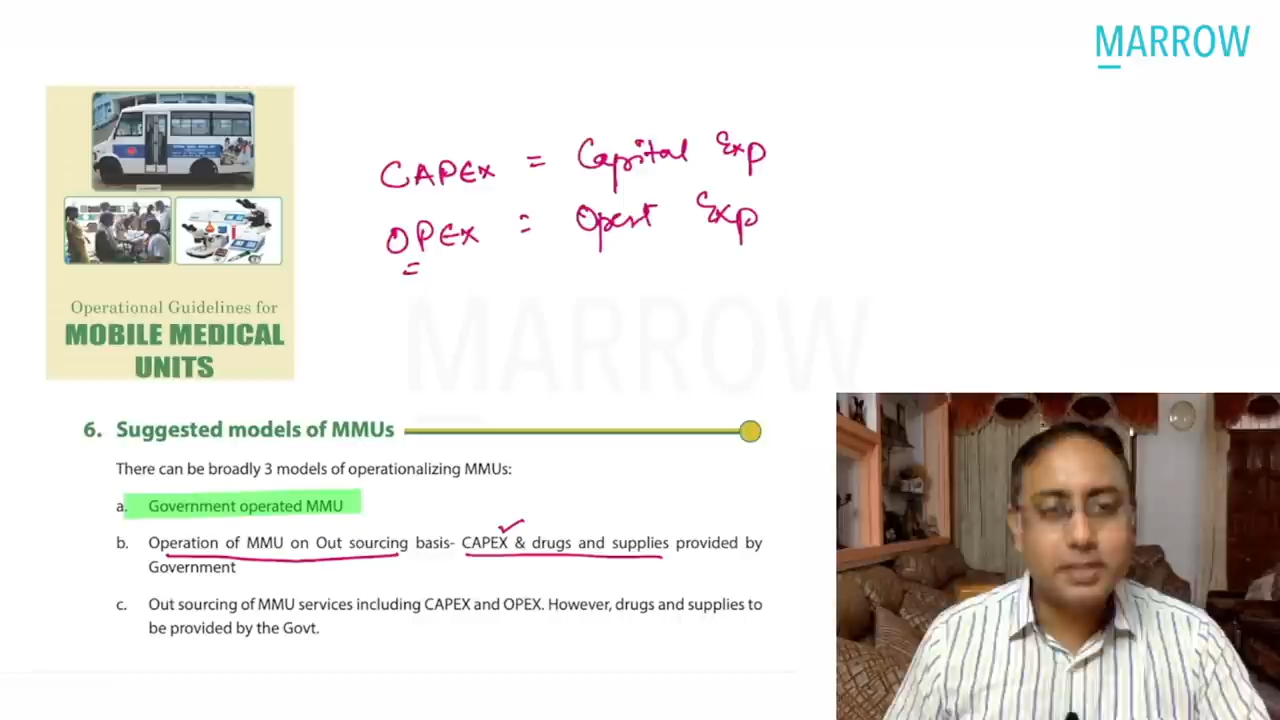 MARROW
CAPEX = Capital Exp
OPEX = Opert Exp
Operational Guidelines for
MOBILE MEDICAL
UNITS
MARROW
6. Suggested models of MMUs
There can be broadly 3 models of operationalizing MMUs:
a. Government operated MMU
b. Operation of MMU on Out sourcing basis- CAPEX & drugs and supplies provided by
Government
c. Out sourcing of MMU services including CAPEX and OPEX. However, drugs and supplies to
be provided by the Govt.